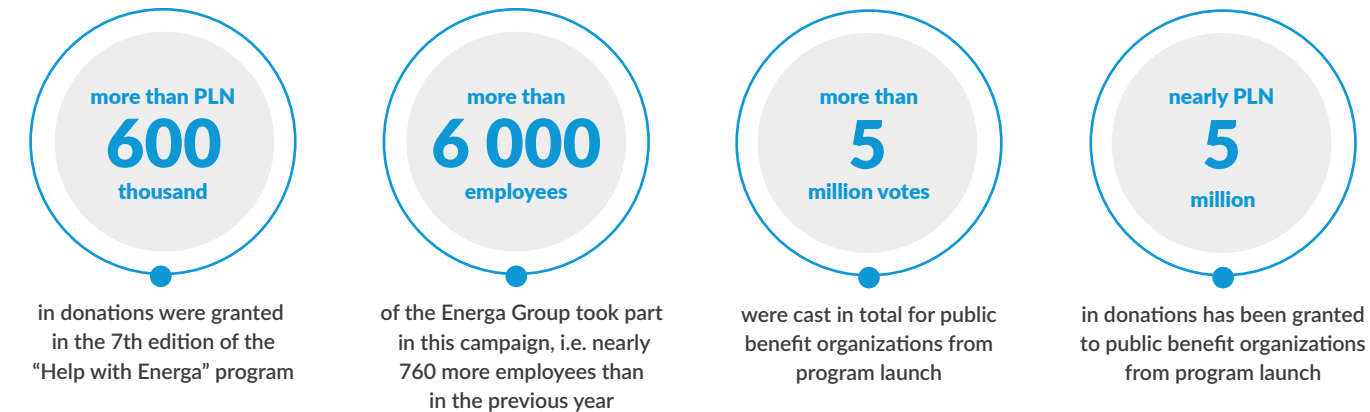 more than PLN
600
thousand
in donations were granted
in the 7th edition of the
“Help with Energa” program
more than
6 000
employees
of the Energa Group took part
in this campaign, i.e. nearly
760 more employees than
in the previous year
more than
5
million votes
were cast in total for public
benefit organizations from
program launch
nearly PLN
5
million
in donations has been granted
to public benefit organizations
from program launch